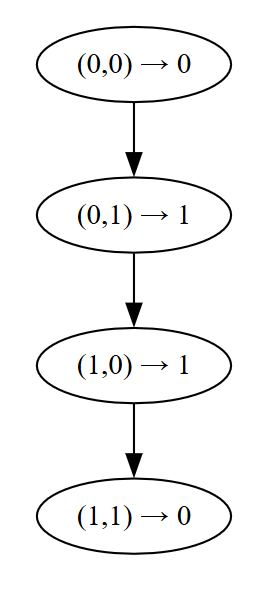 (0,0) → 0
(0,1) → 1
(1,0) → 1
(1,1) → 0